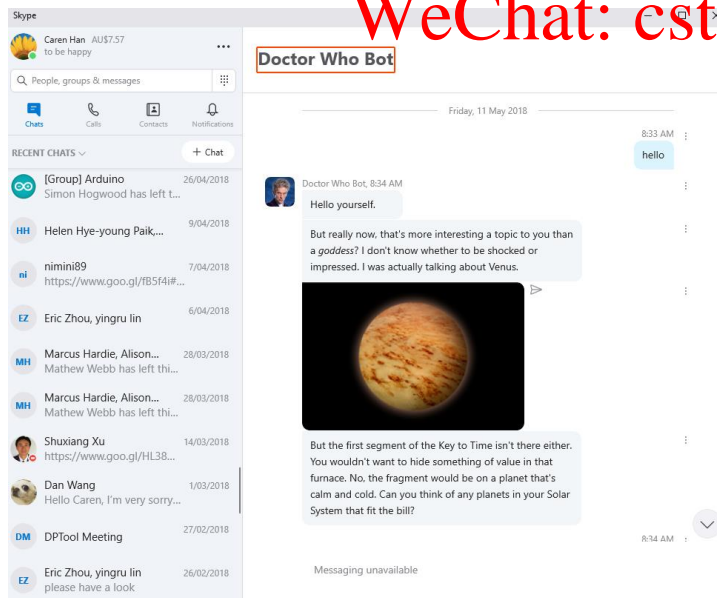 WeChat: cst
Skype
Caren Han AU$7.57
to be happy
People, groups & messages
Chats
Calls
Contacts
Notifications
RECENT CHATS
+ Chat
[Group] Arduino 26/04/2018
Simon Hogwood has left t...
HH Helen Hye-young Paik,... 9/04/2018
ni nimini89 7/04/2018
https://www.goo.gl/fB5f4i#...
EZ Eric Zhou, yingru lin 6/04/2018
MH Marcus Hardie, Alison... 28/03/2018
Mathew Webb has left thi...
MH Marcus Hardie, Alison... 28/03/2018
Mathew Webb has left thi...
Shuxiang Xu 14/03/2018
https://www.goo.gl/HL38...
Dan Wang 1/03/2018
Hello Caren, I'm very sorry...
DM DPTool Meeting 27/02/2018
EZ Eric Zhou, yingru lin 26/02/2018
please have a look
Doctor Who Bot
Friday, 11 May 2018
8:33 AM
hello
Doctor Who Bot, 8:34 AM
Hello yourself.
But really now, that's more interesting a topic to you than
a goddess? I don't know whether to be shocked or
impressed. I was actually talking about Venus.
But the first segment of the Key to Time isn't there either.
You wouldn't want to hide something of value in that
furnace. No, the fragment would be on a planet that's
calm and cold. Can you think of any planets in your Solar
System that fit the bill?
8:34 AM
Messaging unavailable